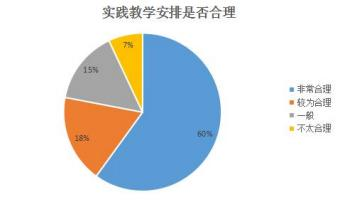 实践教学安排是否合理
7%
15%
18%
60%
非常合理
较为合理
一般
不太合理